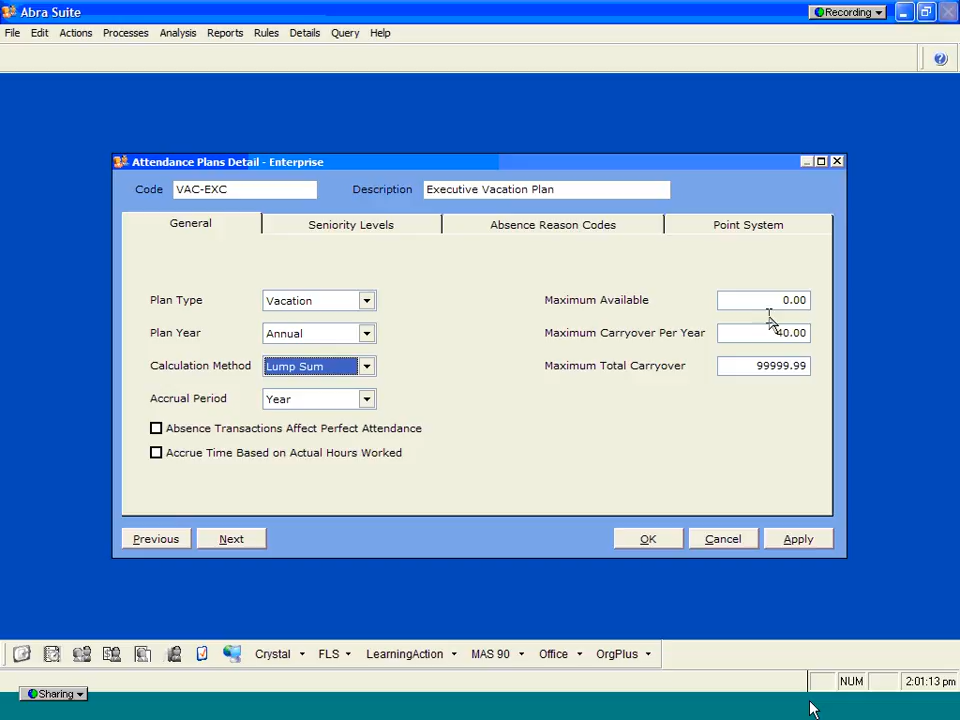 Abra Suite
Recording
File Edit Actions Processes Analysis Reports Rules Details Query Help
Attendance Plans Detail - Enterprise
Code VAC-EXC Description Executive Vacation Plan
General Seniority Levels Absence Reason Codes Point System
Plan Type Vacation Maximum Available 0.00
Plan Year Annual Maximum Carryover Per Year 40.00
Calculation Method Lump Sum Maximum Total Carryover 99999.99
Accrual Period Year
Absence Transactions Affect Perfect Attendance
Accrue Time Based on Actual Hours Worked
Previous Next OK Cancel Apply
Crystal FLS LearningAction MAS 90 Office OrgPlus
NUM 2:01:13 pm
Sharing